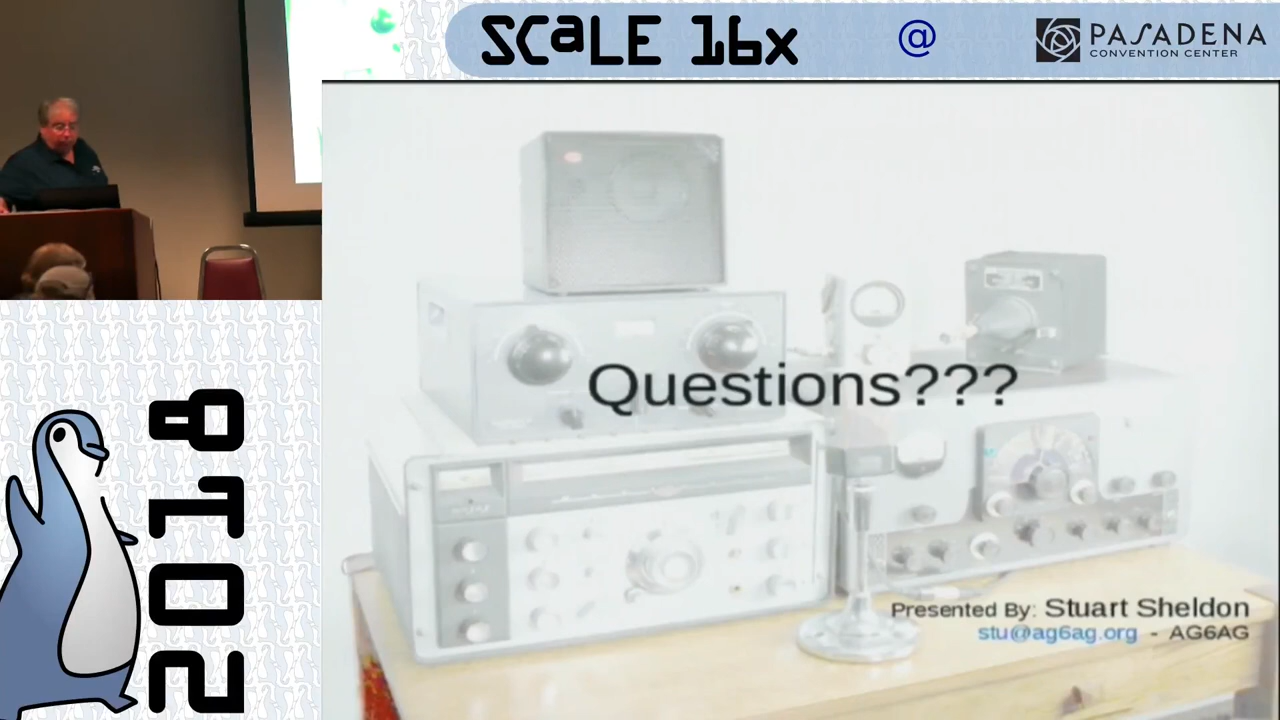 SCaLE 16x @ PASADENA
CONVENTION CENTER
Questions???
2018
Presented By: Stuart Sheldon
stu@ag6ag.org - AG6AG